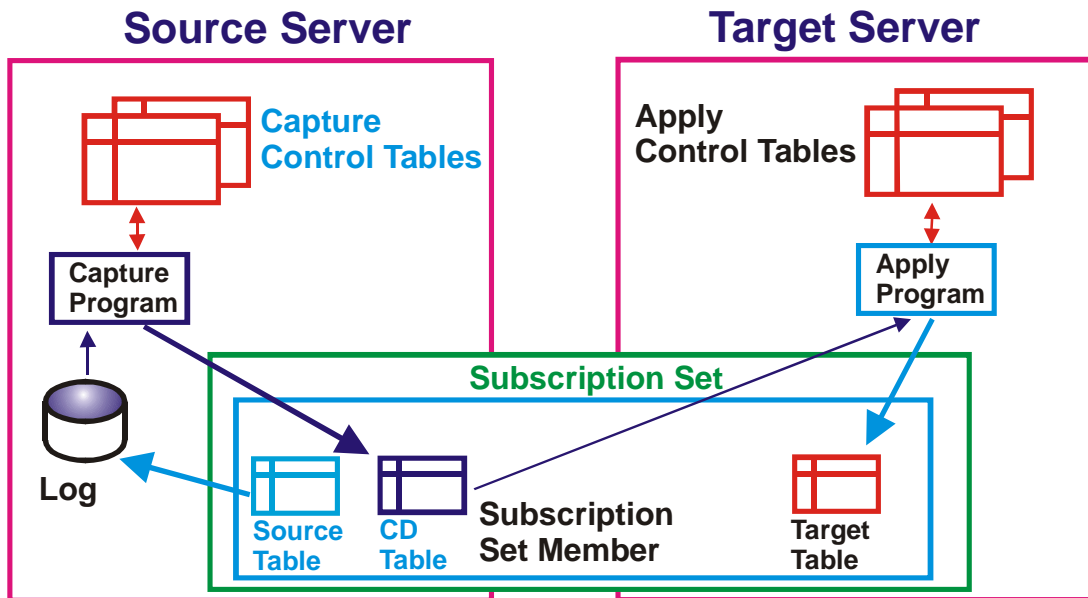 Source Server
Target Server
Capture
Control Tables
Apply
Control Tables
Capture
Program
Apply
Program
Subscription Set
Log
Source
Table
CD
Table
Subscription
Set Member
Target
Table